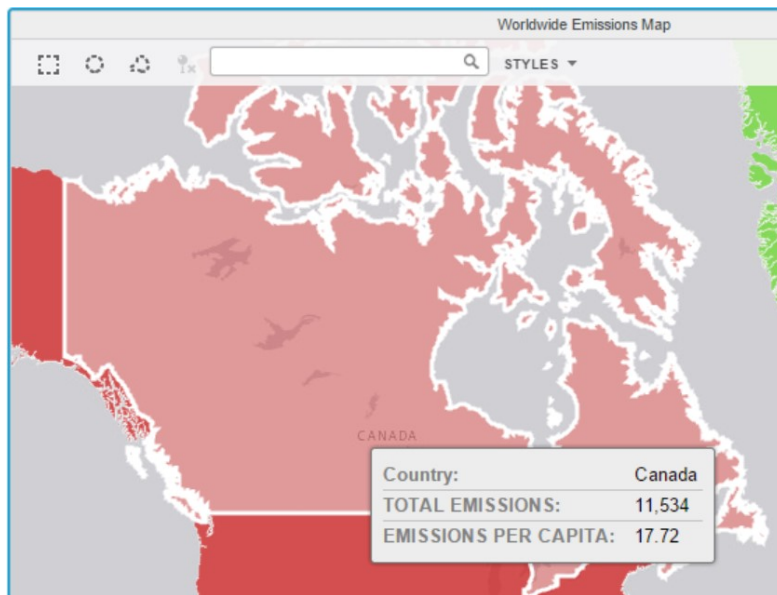 Worldwide Emissions Map
STYLES
CANADA
Country: Canada
TOTAL EMISSIONS: 11,534
EMISSIONS PER CAPITA: 17.72